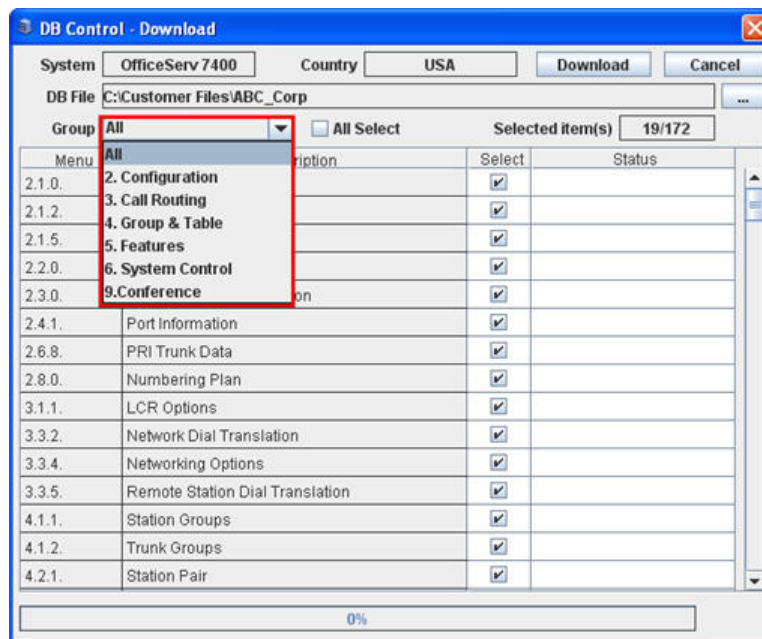 DB Control - Download
System OfficeServ 7400 Country USA Download Cancel
DB File C:\Customer Files\ABC_Corp ...
Group All All Select Selected item(s) 19/172
Menu ription Select Status
All
2. Configuration
3. Call Routing
4. Group & Table
5. Features
6. System Control
9.Conference
2.1.0.
2.1.2.
2.1.5.
2.2.0.
2.3.0. on
2.4.1. Port Information
2.6.8. PRI Trunk Data
2.8.0. Numbering Plan
3.1.1. LCR Options
3.3.2. Network Dial Translation
3.3.4. Networking Options
3.3.5. Remote Station Dial Translation
4.1.1. Station Groups
4.1.2. Trunk Groups
4.2.1. Station Pair
0%